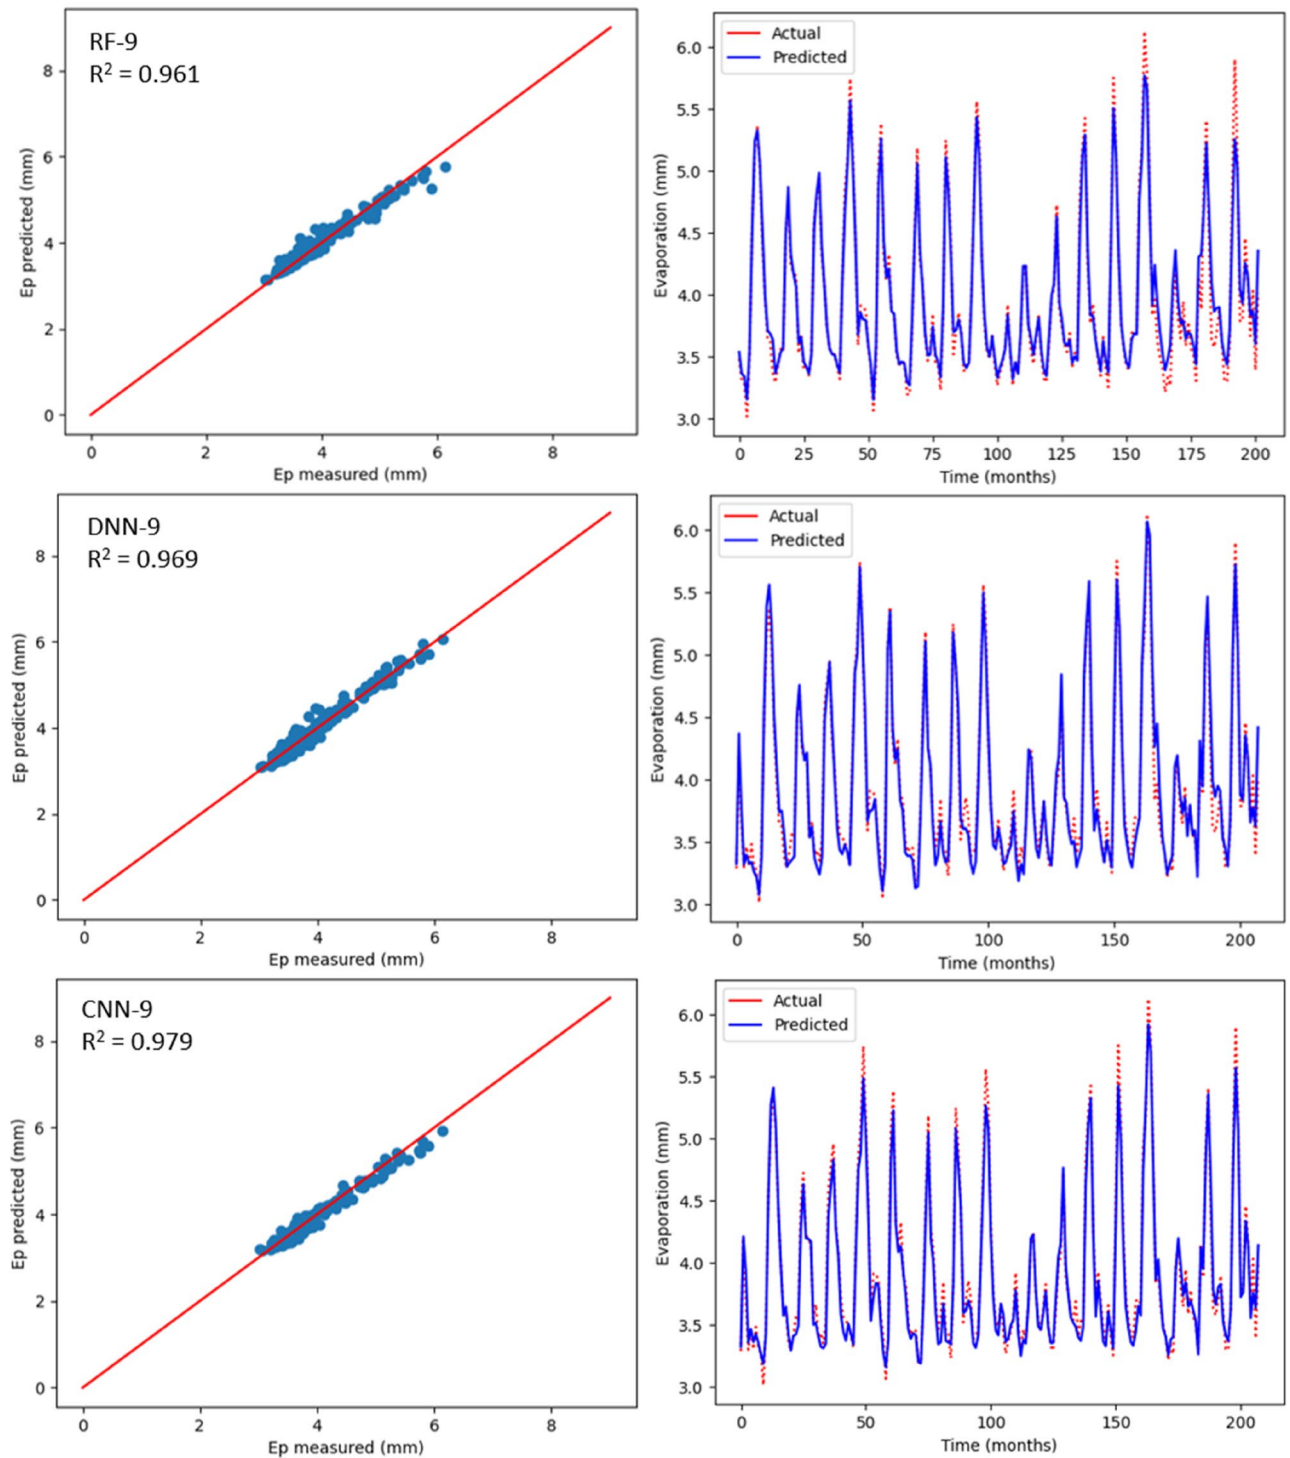 RF-9
R² = 0.961
8
6
4
2
0
0 2 4 6 8
Ep predicted (mm)
Ep measured (mm)
Actual
Predicted
6.0
5.5
5.0
4.5
4.0
3.5
3.0
0 25 50 75 100 125 150 175 200
Evaporation (mm)
Time (months)
DNN-9
R² = 0.969
8
6
4
2
0
0 2 4 6 8
Ep predicted (mm)
Ep measured (mm)
Actual
Predicted
6.0
5.5
5.0
4.5
4.0
3.5
3.0
0 50 100 150 200
Evaporation (mm)
Time (months)
CNN-9
R² = 0.979
8
6
4
2
0
0 2 4 6 8
Ep predicted (mm)
Ep measured (mm)
Actual
Predicted
6.0
5.5
5.0
4.5
4.0
3.5
3.0
0 50 100 150 200
Evaporation (mm)
Time (months)